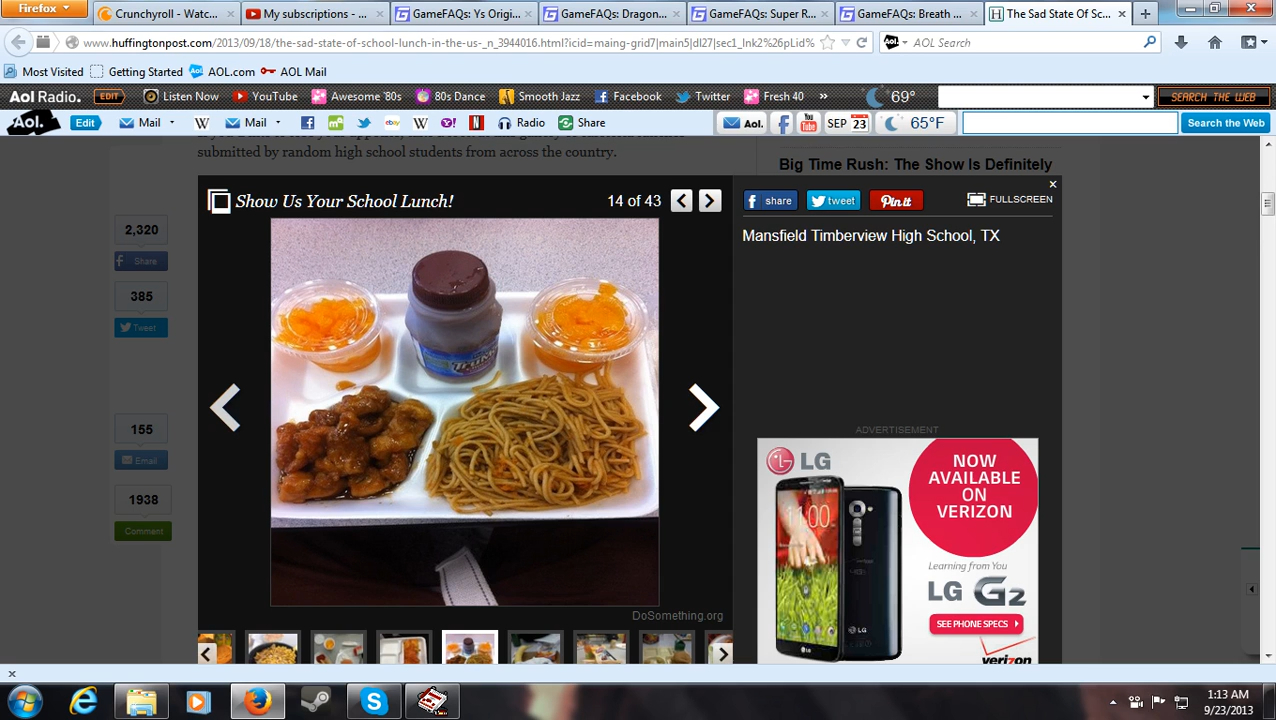 Firefox
Crunchyroll - Watc...
My subscriptions - ...
GameFAQs: Ys Origi...
GameFAQs: Dragon...
GameFAQs: Super R...
GameFAQs: Breath ...
The Sad State Of Sc...
www.huffingtonpost.com/2013/09/18/the-sad-state-of-school-lunch-in-the-us-_n_3944016.html?icid=maing-grid7|main5|dl27|sec1_lnk2%26pLid%
AOL Search
Most Visited
Getting Started
AOL.com
AOL Mail
Aol Radio.
EDIT
Listen Now
YouTube
Awesome '80s
80s Dance
Smooth Jazz
Facebook
Twitter
Fresh 40
69°
SEARCH THE WEB
Aol.
Edit
Mail
Mail
Radio
Share
Aol.
SEP 23
65°F
Search the Web
submitted by random high school students from across the country.
Big Time Rush: The Show Is Definitely
Show Us Your School Lunch!
14 of 43
share
tweet
Pin it
FULLSCREEN
Mansfield Timberview High School, TX
2,320
Share
385
Tweet
155
Email
1938
Comment
ADVERTISEMENT
LG
NOW
AVAILABLE
ON
VERIZON
11:00
Learning from You
LG G2
SEE PHONE SPECS
LG
verizon
DoSomething.org
1:13 AM
9/23/2013